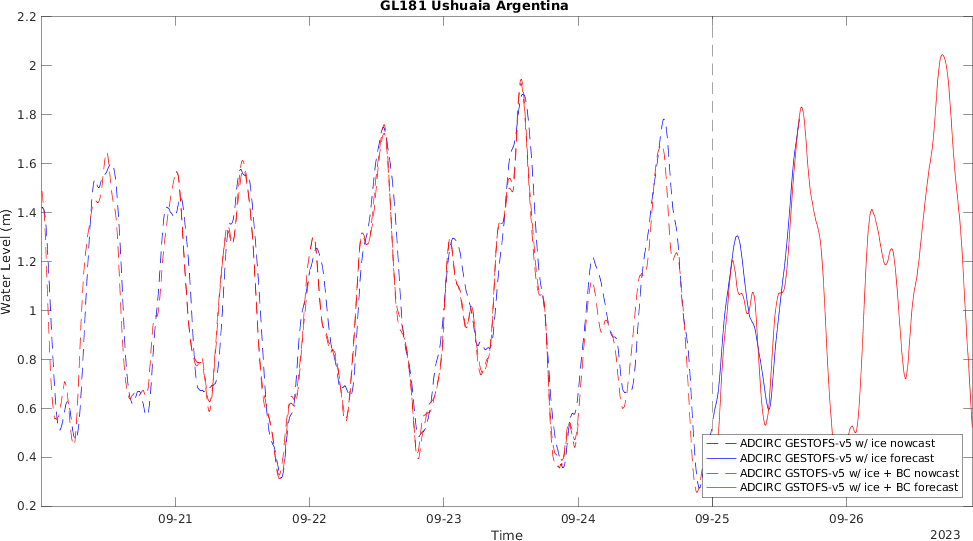 GL181 Ushuaia Argentina
2.2
2
1.8
1.6
1.4
1.2
1
0.8
0.6
0.4
0.2
Water Level (m)
ADCIRC GESTOFS-v5 w/ ice nowcast
ADCIRC GESTOFS-v5 w/ ice forecast
ADCIRC GSTOFS-v5 w/ ice + BC nowcast
ADCIRC GSTOFS-v5 w/ ice + BC forecast
09-21 09-22 09-23 09-24 09-25 09-26
Time
2023